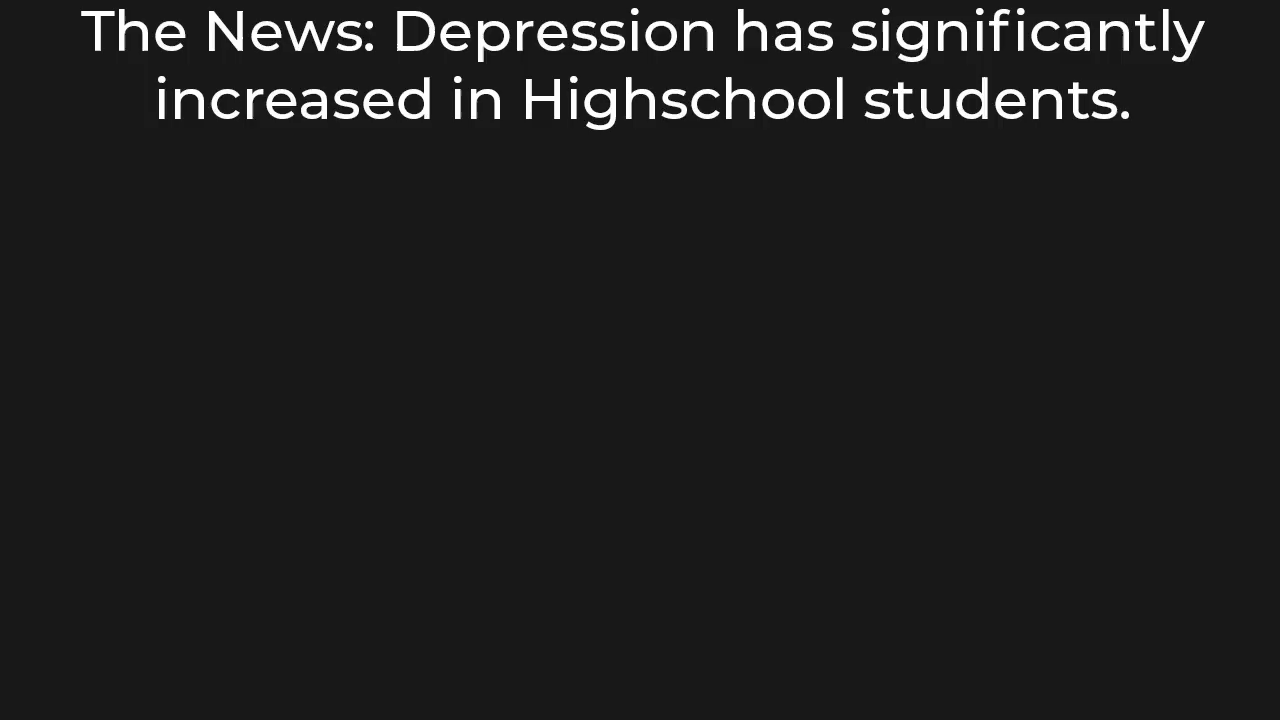 The News: Depression has significantly
increased in Highschool students.